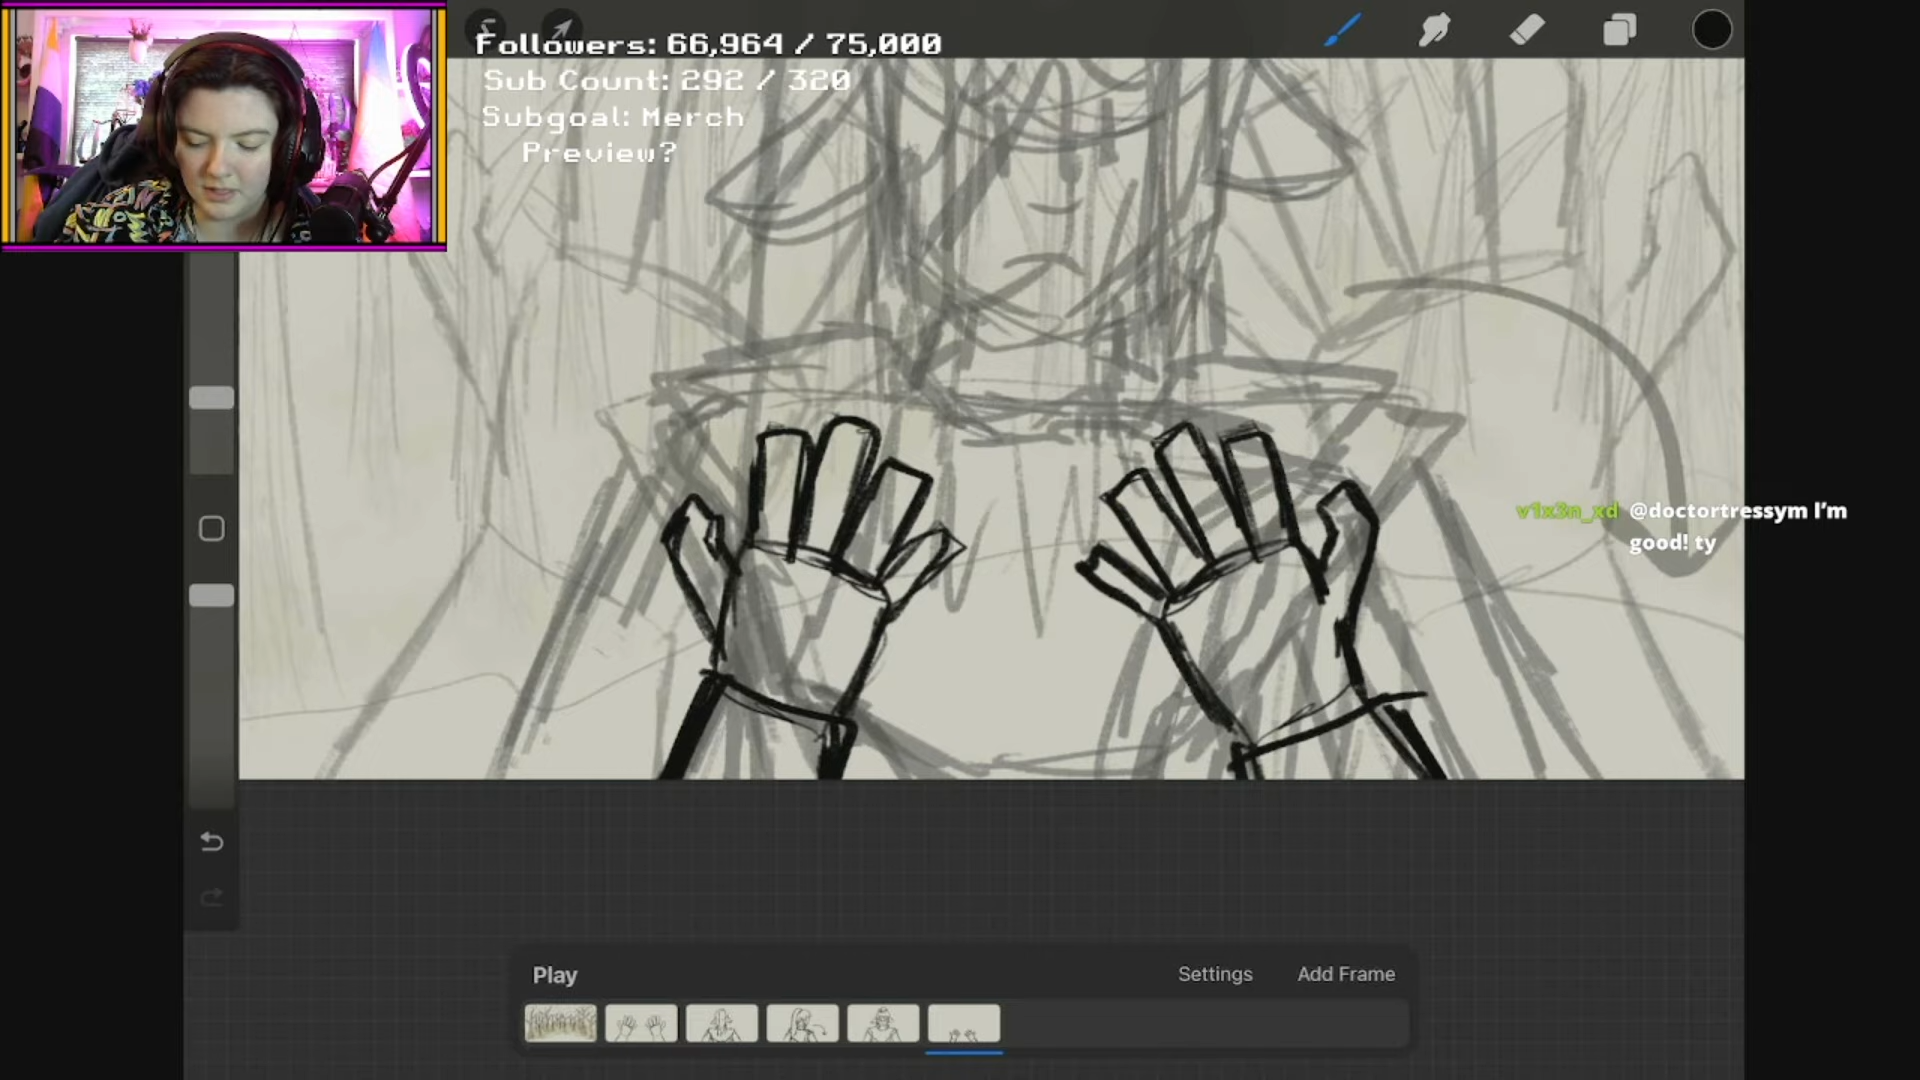 Followers: 66,964 / 75,000
Sub Count: 292 / 320
Subgoal: Merch
Preview?
v1x3n_xd @doctortressym I'm
good! ty
Play
Settings
Add Frame